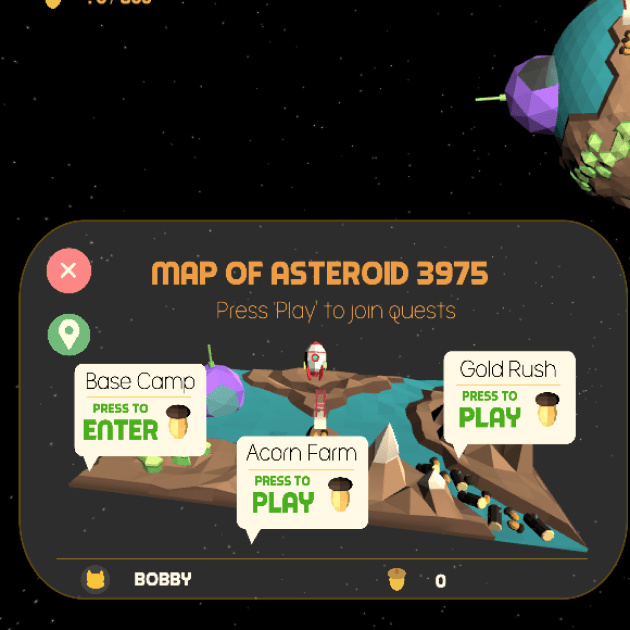 MAP OF ASTEROID 3975
Press 'Play' to join quests
Base Camp
PRESS TO
ENTER
Gold Rush
PRESS TO
PLAY
Acorn Farm
PRESS TO
PLAY
BOBBY
0